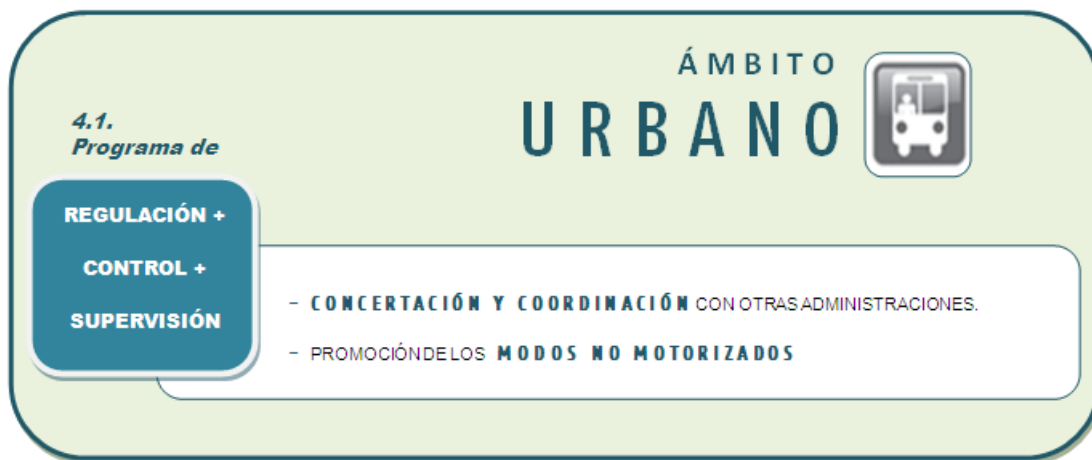 ÁMBITO
URBANO
4.1.
Programa de
REGULACIÓN +
CONTROL +
SUPERVISIÓN
– CONCERTACIÓN Y COORDINACIÓN CON OTRAS ADMINISTRACIONES.
– PROMOCIÓN DE LOS MODOS NO MOTORIZADOS